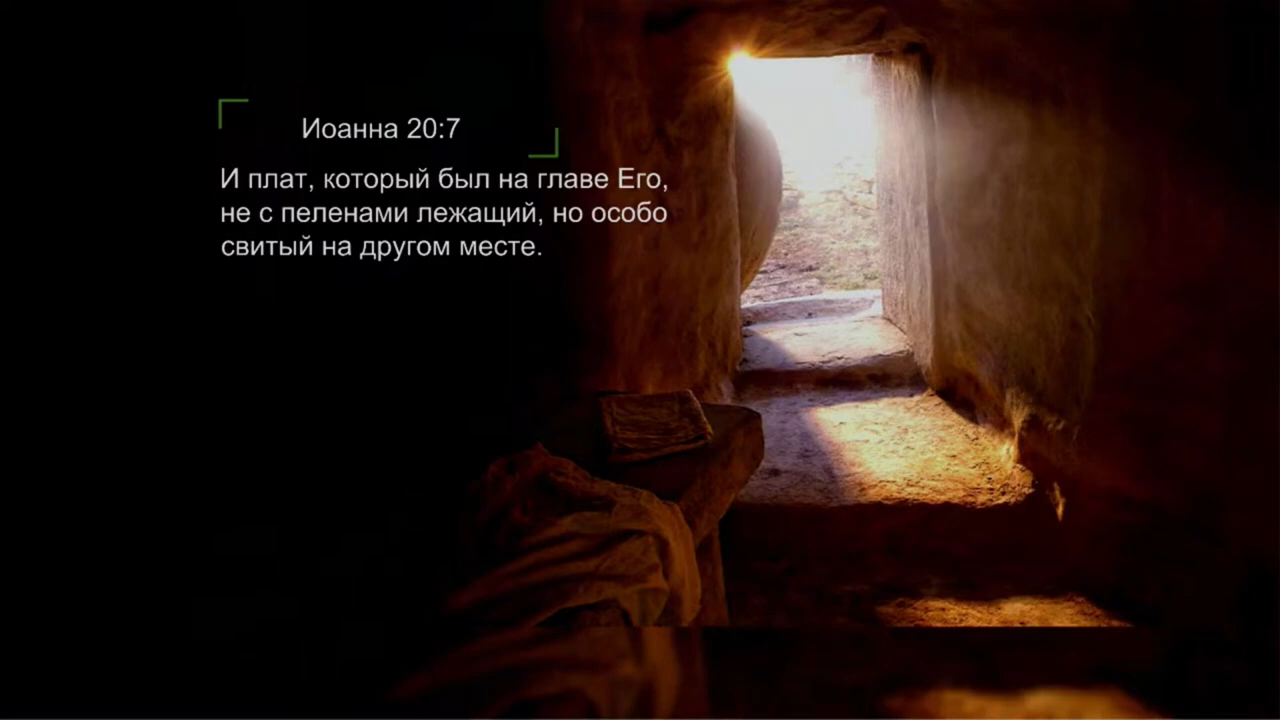 Иоанна 20:7
И плат, который был на главе Его,
не с пеленами лежащий, но особо
свитый на другом месте.